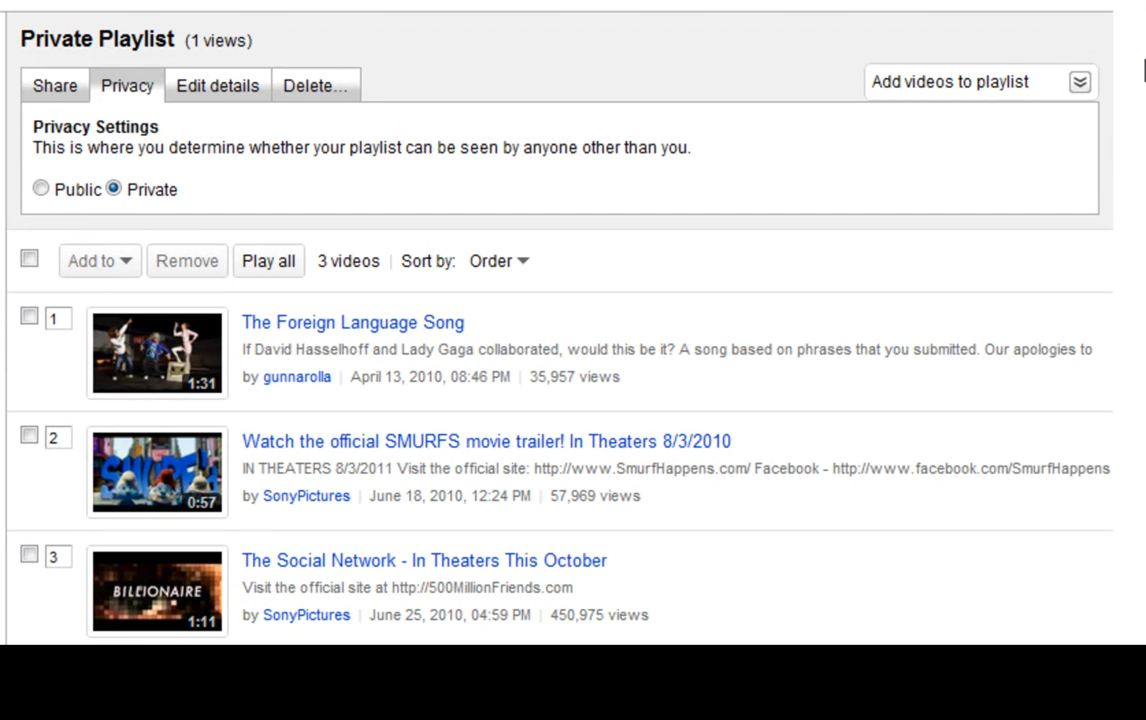 Private Playlist (1 views)
Share Privacy Edit details Delete... Add videos to playlist
Privacy Settings
This is where you determine whether your playlist can be seen by anyone other than you.
Public Private
Add to Remove Play all 3 videos | Sort by: Order
1 The Foreign Language Song
If David Hasselhoff and Lady Gaga collaborated, would this be it? A song based on phrases that you submitted. Our apologies to
1:31 by gunnarolla | April 13, 2010, 08:46 PM | 35,957 views
2 Watch the official SMURFS movie trailer! In Theaters 8/3/2010
IN THEATERS 8/3/2011 Visit the official site: http://www.SmurfHappens.com/ Facebook - http://www.facebook.com/SmurfHappens
0:57 by SonyPictures | June 18, 2010, 12:24 PM | 57,969 views
3 The Social Network - In Theaters This October
BILLIONAIRE Visit the official site at http://500MillionFriends.com
1:11 by SonyPictures | June 25, 2010, 04:59 PM | 450,975 views